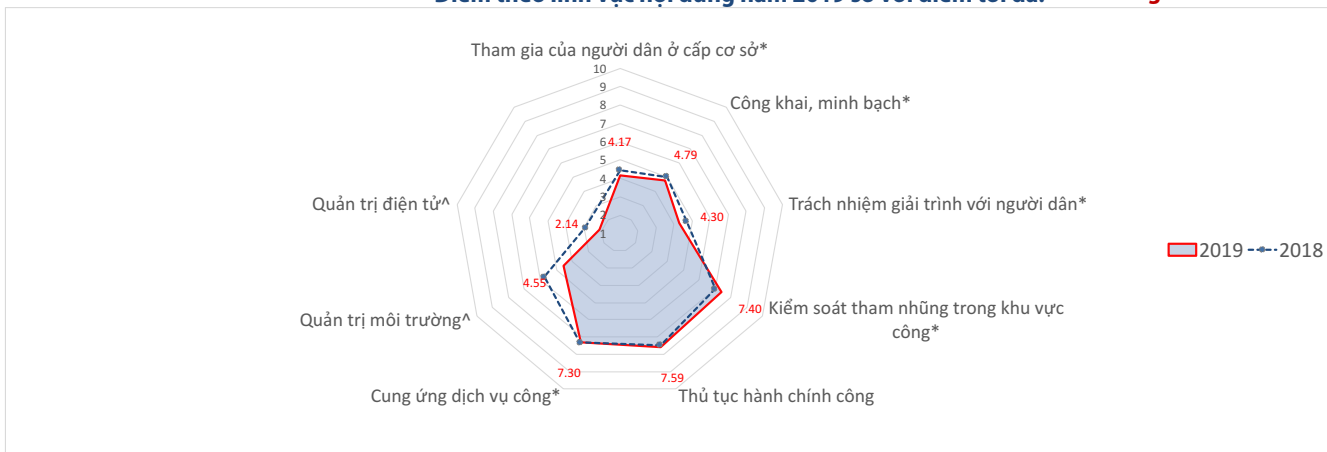 Tham gia của người dân ở cấp cơ sở*
Công khai, minh bạch*
Trách nhiệm giải trình với người dân*
Kiểm soát tham nhũng trong khu vực
công*
Thủ tục hành chính công
Cung ứng dịch vụ công*
Quản trị môi trường^
Quản trị điện tử^
10
9
8
7
6
5
4
3
2
1
4.17
4.79
4.30
7.40
7.59
7.30
4.55
2.14
2019
2018